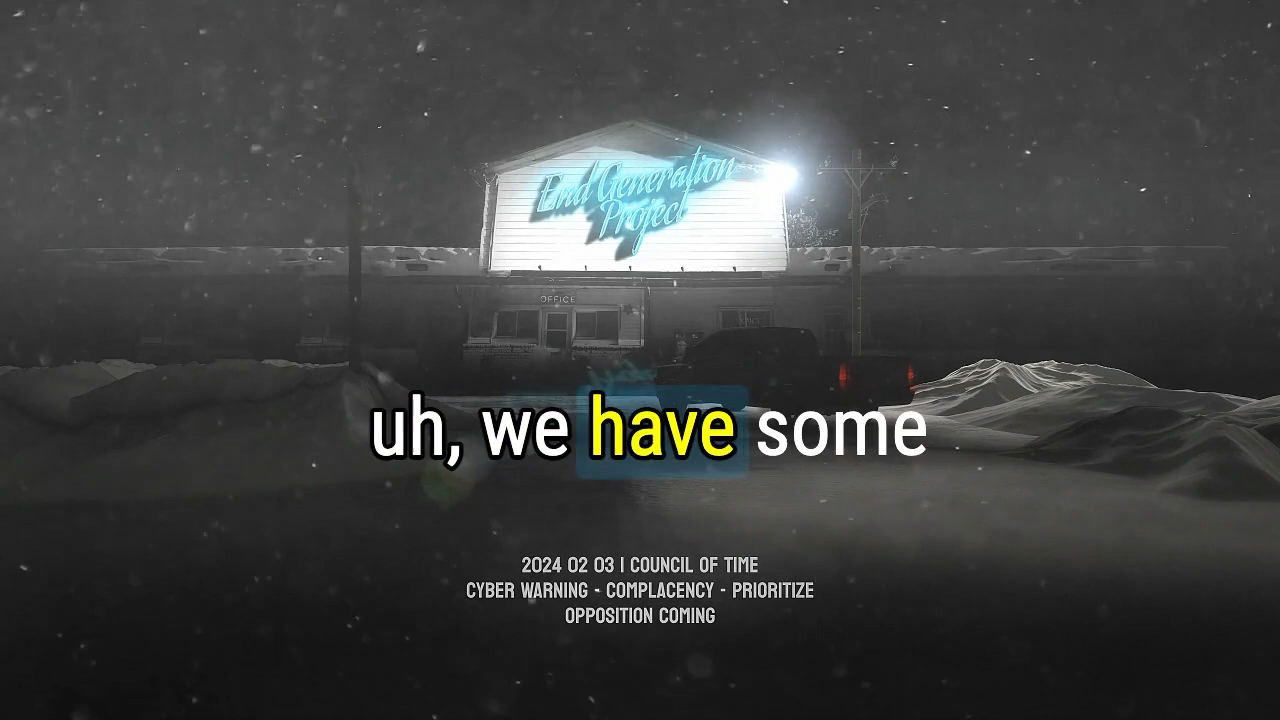 End Generation
Project
OFFICE
uh, we have some
2024 02 03 | COUNCIL OF TIME
CYBER WARNING - COMPLACENCY - PRIORITIZE
OPPOSITION COMING